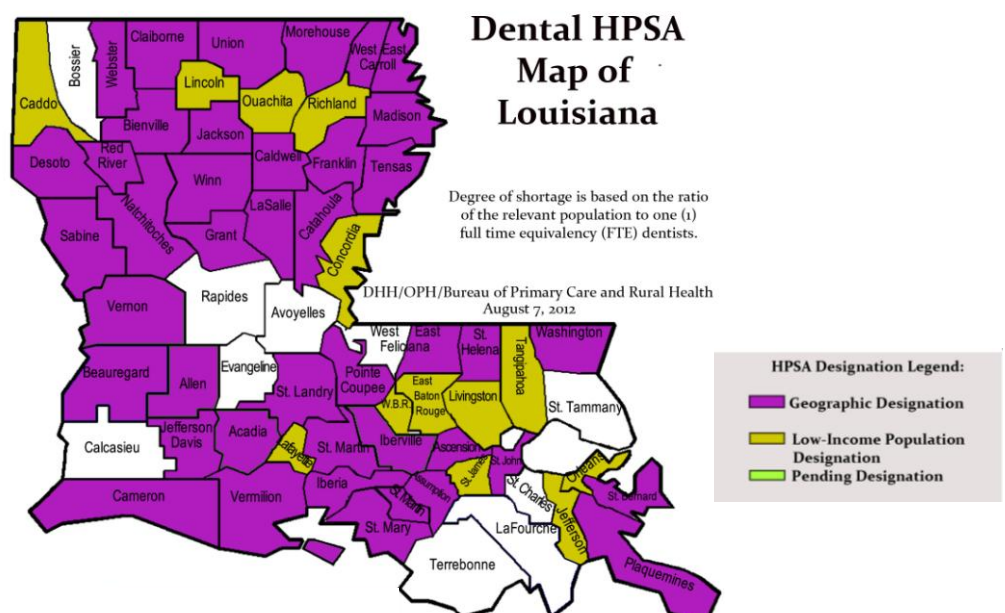 Dental HPSA
Map of
Louisiana
Degree of shortage is based on the ratio
of the relevant population to one (1)
full time equivalency (FTE) dentists.
DHH/OPH/Bureau of Primary Care and Rural Health
August 7, 2012
HPSA Designation Legend:
Geographic Designation
Low-Income Population
Designation
Pending Designation
Caddo
Bossier
Webster
Claiborne
Union
Morehouse
West
Carroll
East
Lincoln
Ouachita
Richland
Madison
Bienville
Jackson
Desoto
Red
River
Caldwell
Franklin
Tensas
Winn
Natchitoches
LaSalle
Catahoula
Sabine
Grant
Concordia
Vernon
Rapides
Avoyelles
West
Feliciana
East
Feliciana
St.
Helena
Tangipahoa
Washington
Beauregard
Allen
Evangeline
St. Landry
Pointe
Coupee
W.B.R.
East
Baton
Rouge
Livingston
St. Tammany
Calcasieu
Jefferson
Davis
Acadia
Lafayette
St. Martin
Iberville
Ascension
St. James
St. John
St. Charles
Orleans
St. Bernard
Cameron
Vermilion
Iberia
St. Martin
Assumption
St. Mary
LaFourche
Jefferson
Terrebonne
Plaquemines